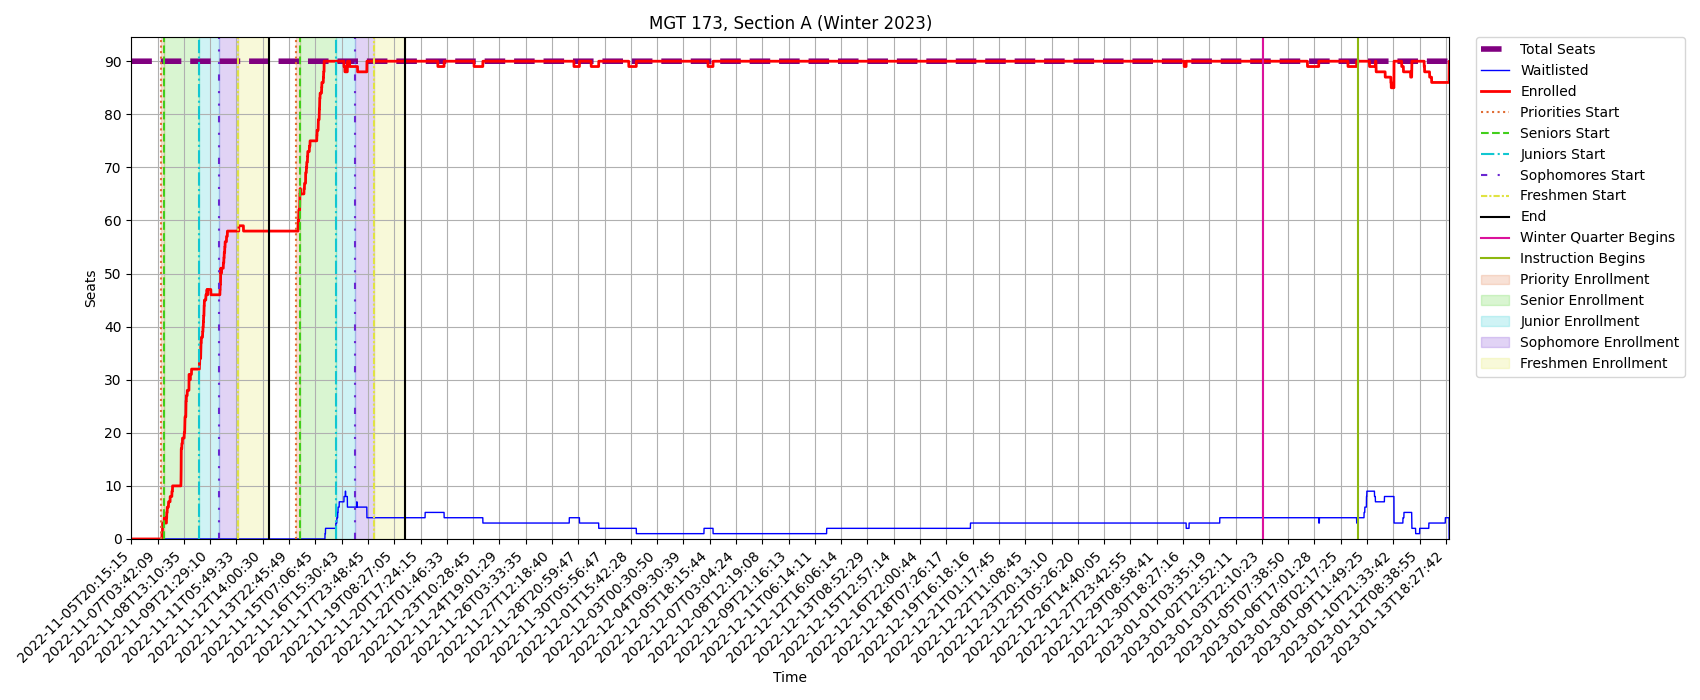 MGT 173, Section A (Winter 2023)
Seats
90
80
70
60
50
40
30
20
10
0
2022-11-05T20:15:15
2022-11-07T03:42:09
2022-11-08T13:10:35
2022-11-09T21:29:10
2022-11-11T05:49:33
2022-11-12T14:00:30
2022-11-13T22:45:49
2022-11-15T07:06:45
2022-11-16T15:30:43
2022-11-17T23:48:45
2022-11-19T08:27:05
2022-11-20T17:24:15
2022-11-22T01:46:33
2022-11-23T10:28:45
2022-11-24T19:01:29
2022-11-26T03:33:35
2022-11-27T12:18:40
2022-11-28T20:59:47
2022-11-30T05:56:47
2022-12-01T15:42:28
2022-12-03T00:30:50
2022-12-04T09:30:39
2022-12-05T18:15:44
2022-12-07T03:04:24
2022-12-08T12:19:08
2022-12-09T21:16:13
2022-12-11T06:14:11
2022-12-12T16:06:14
2022-12-13T08:52:29
2022-12-15T12:57:14
2022-12-16T22:00:44
2022-12-18T07:26:17
2022-12-19T16:18:16
2022-12-21T01:17:45
2022-12-22T11:08:45
2022-12-23T20:13:10
2022-12-25T05:26:20
2022-12-26T14:40:05
2022-12-27T23:42:55
2022-12-29T08:58:41
2022-12-30T18:27:16
2023-01-01T03:35:19
2023-01-02T12:52:11
2023-01-03T22:10:23
2023-01-05T07:38:50
2023-01-06T17:01:28
2023-01-08T02:17:25
2023-01-09T11:49:25
2023-01-10T21:33:42
2023-01-12T08:38:55
2023-01-13T18:27:42
Time
Total Seats
Waitlisted
Enrolled
Priorities Start
Seniors Start
Juniors Start
Sophomores Start
Freshmen Start
End
Winter Quarter Begins
Instruction Begins
Priority Enrollment
Senior Enrollment
Junior Enrollment
Sophomore Enrollment
Freshmen Enrollment